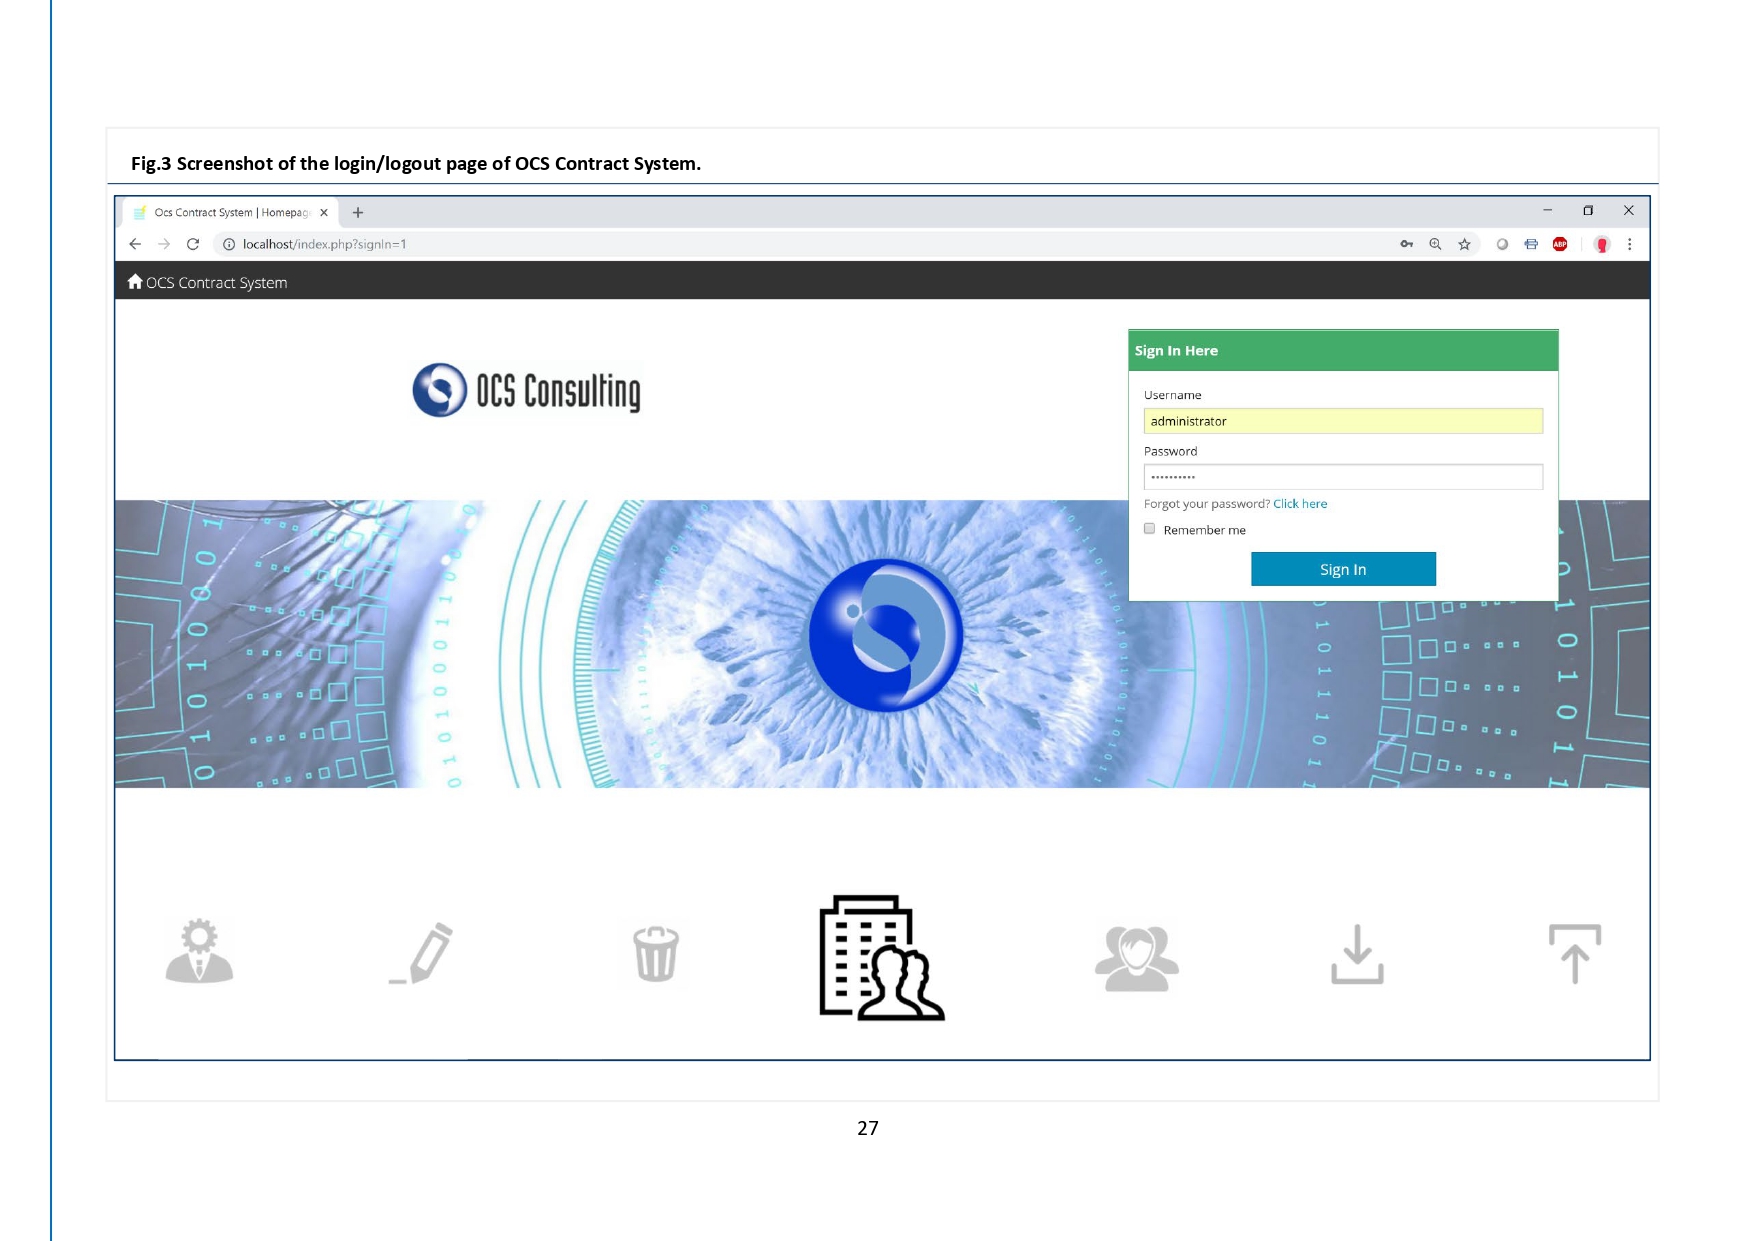 Fig.3 Screenshot of the login/logout page of OCS Contract System.
Ocs Contract System | Homepag
localhost/index.php?signIn=1
ABP
OCS Contract System
OCS Consulting
Sign In Here
Username
administrator
Password
Forgot your password? Click here
Remember me
Sign In
27